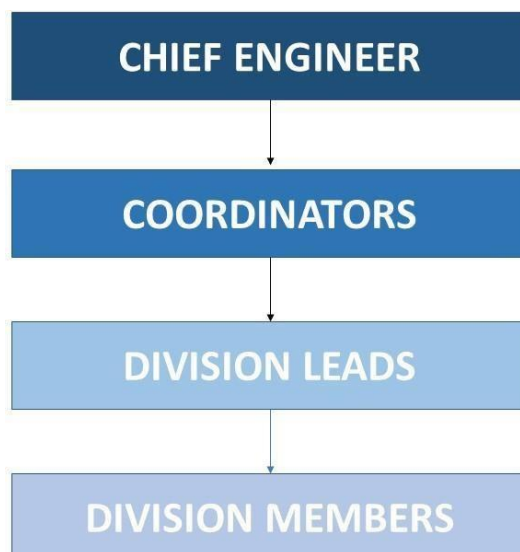 CHIEF ENGINEER
COORDINATORS
DIVISION LEADS
DIVISION MEMBERS